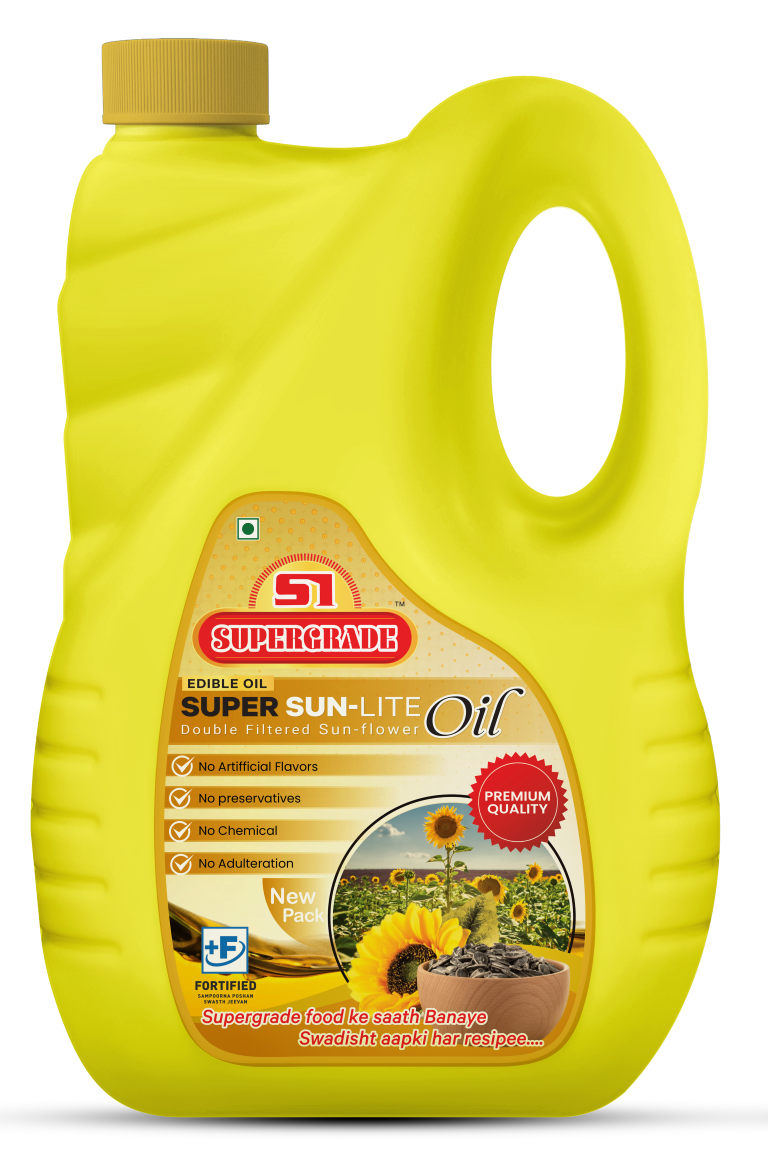 S1
TM
SUPERGRADE
EDIBLE OIL
SUPER SUN-LITE Oil
Double Filtered Sun-flower
No Artifficial Flavors
No preservatives
No Chemical
No Adulteration
PREMIUM
QUALITY
New
Pack
+F
FORTIFIED
SAMPOORNA POSHAN
SWASTH JEEVAN
Supergrade food ke saath Banaye
Swadisht aapki har resipee....